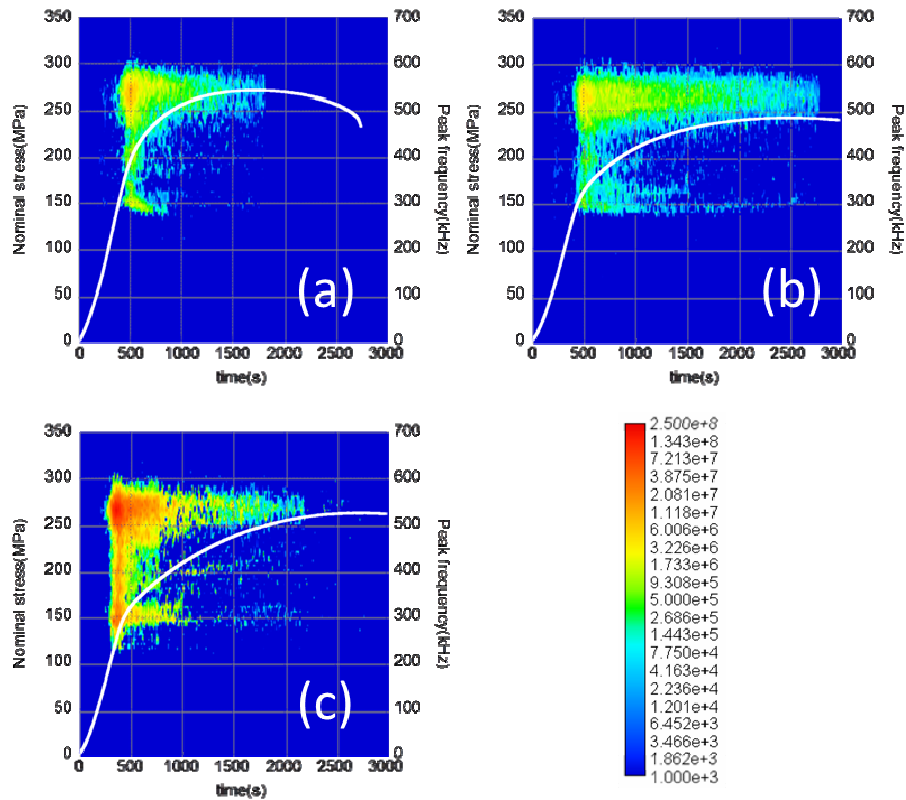 350
300
250
200
150
100
50
0
Nominal stress(MPa)
700
600
500
400
300
200
100
0
Peak frequency(kHz)
0 500 1000 1500 2000 2500 3000
time(s)
(a)
350
300
250
200
150
100
50
0
Nominal stress(MPa)
700
600
500
400
300
200
100
0
Peak frequency(kHz)
0 500 1000 1500 2000 2500 3000
time(s)
(b)
350
300
250
200
150
100
50
0
Nominal stress(MPa)
700
600
500
400
300
200
100
0
Peak frequency(kHz)
0 500 1000 1500 2000 2500 3000
time(s)
(c)
2.500e+8
1.343e+8
7.213e+7
3.875e+7
2.081e+7
1.118e+7
6.006e+6
3.226e+6
1.733e+6
9.308e+5
5.000e+5
2.686e+5
1.443e+5
7.750e+4
4.163e+4
2.236e+4
1.201e+4
6.452e+3
3.466e+3
1.862e+3
1.000e+3